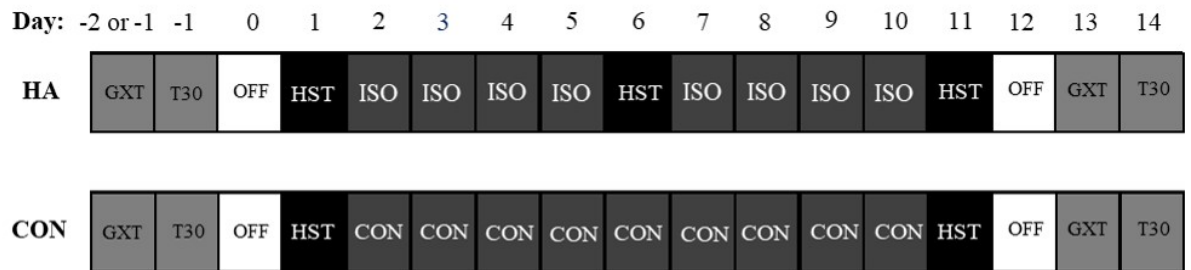 Day: -2 or -1 -1 0 1 2 3 4 5 6 7 8 9 10 11 12 13 14
HA GXT T30 OFF HST ISO ISO ISO ISO HST ISO ISO ISO ISO HST OFF GXT T30
CON GXT T30 OFF HST CON CON CON CON CON CON CON CON CON HST OFF GXT T30